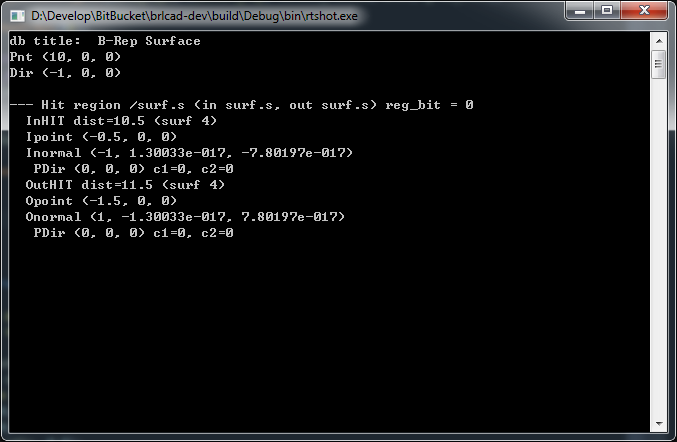 D:\Develop\BitBucket\brlcad-dev\build\Debug\bin\rtshot.exe
db title:  B-Rep Surface
Pnt (10, 0, 0)
Dir (-1, 0, 0)
--- Hit region /surf.s (in surf.s, out surf.s) reg_bit = 0
  InHIT dist=10.5 (surf 4)
  Ipoint (-0.5, 0, 0)
  Inormal (-1, 1.30033e-017, -7.80197e-017)
   PDir (0, 0, 0) c1=0, c2=0
  OutHIT dist=11.5 (surf 4)
  Opoint (-1.5, 0, 0)
  Onormal (1, -1.30033e-017, 7.80197e-017)
   PDir (0, 0, 0) c1=0, c2=0